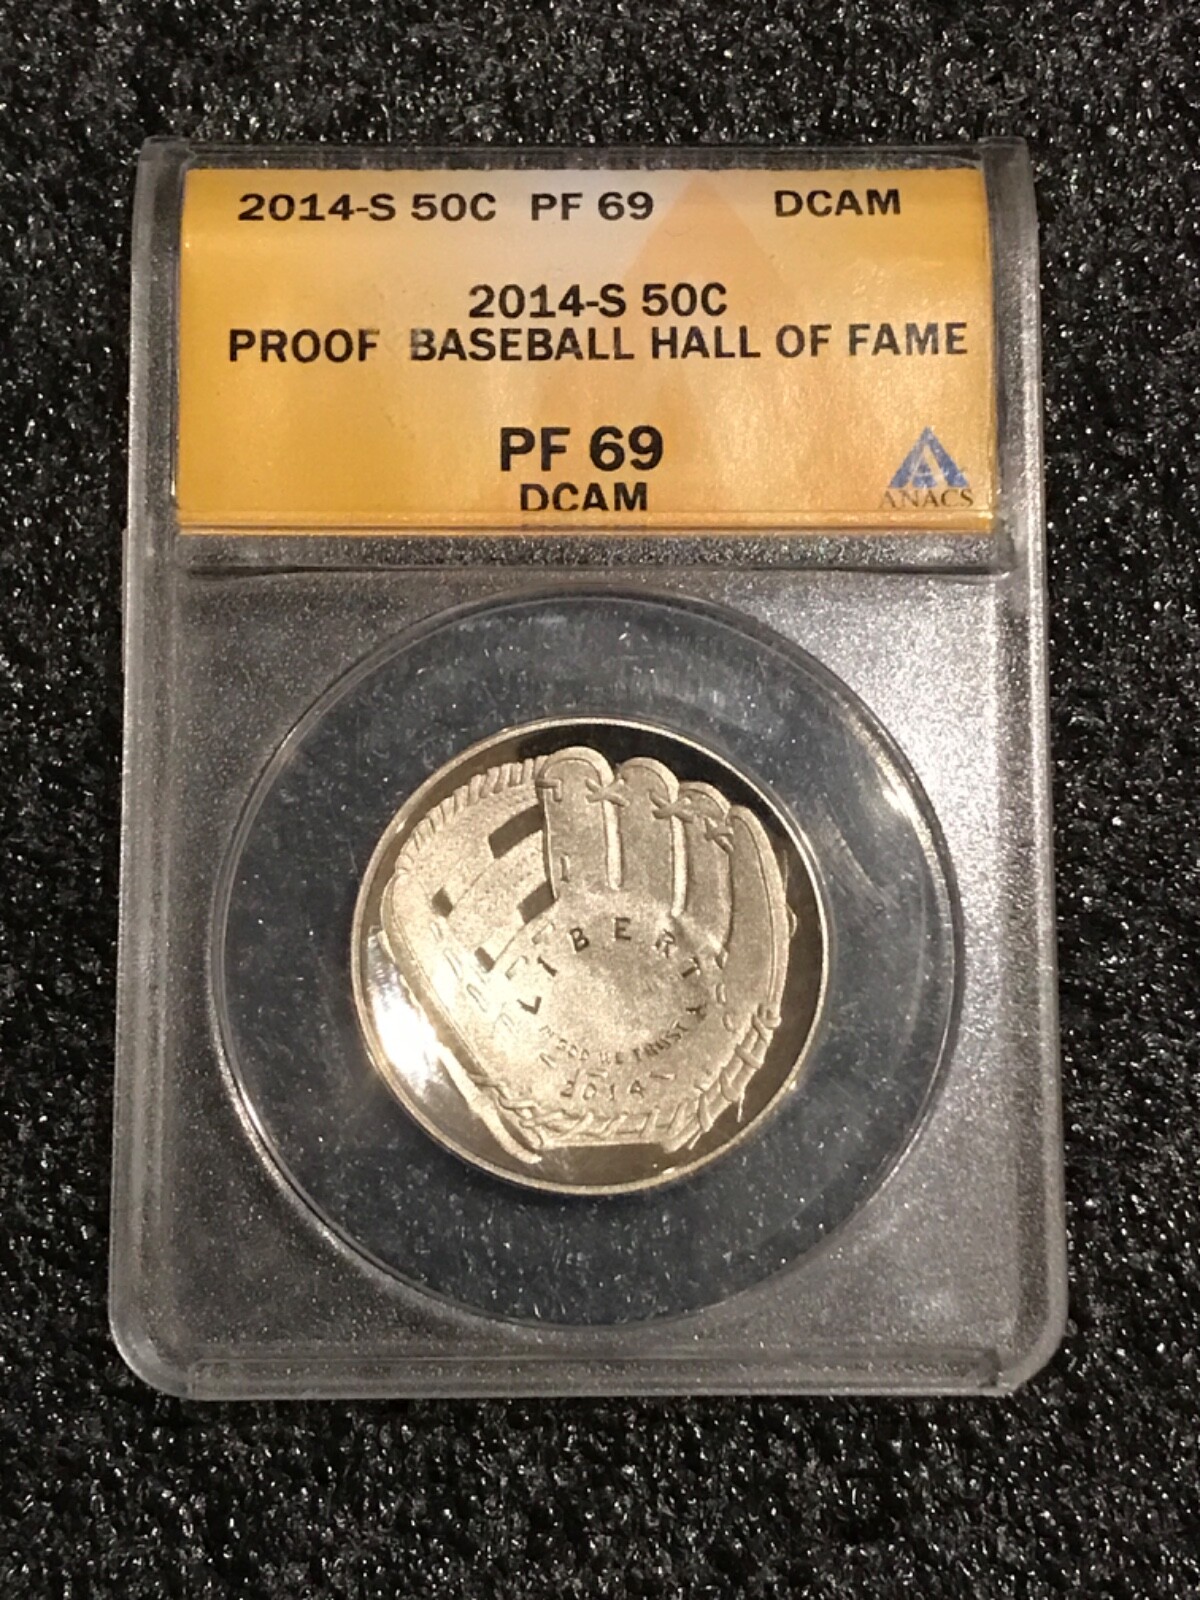 2014-S 50C PF 69 DCAM
2014-S 50C
PROOF BASEBALL HALL OF FAME
PF 69
DCAM
ANACS
LIBERTY
IN GOD WE TRUST
2014